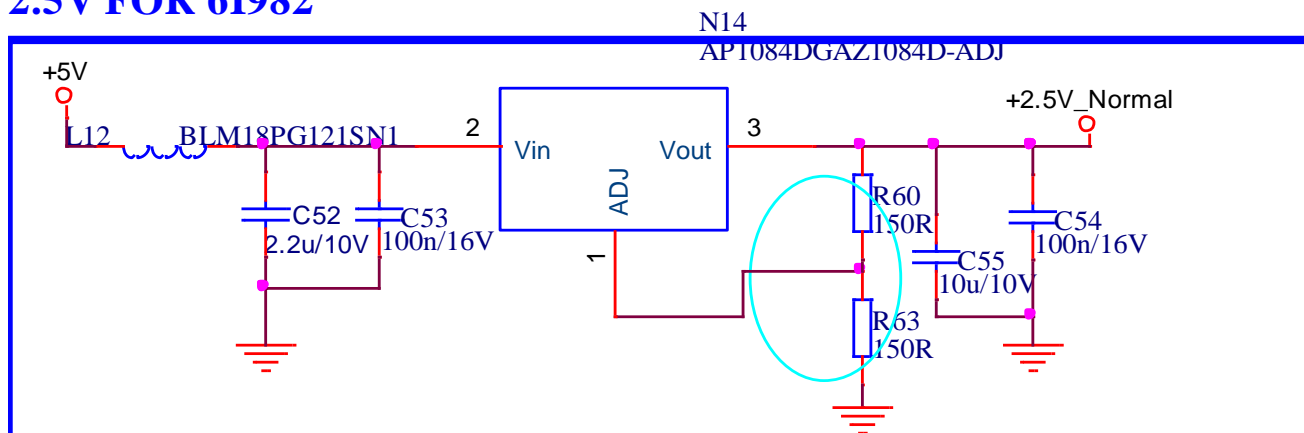 2.5V FOR 61982
N14
AP1084DGAZ1084D-ADJ
+5V
+2.5V_Normal
L12
BLM18PG121SN1
2
3
Vin
Vout
ADJ
1
R60
150R
C52
2.2u/10V
C53
100n/16V
C54
100n/16V
C55
10u/10V
R63
150R